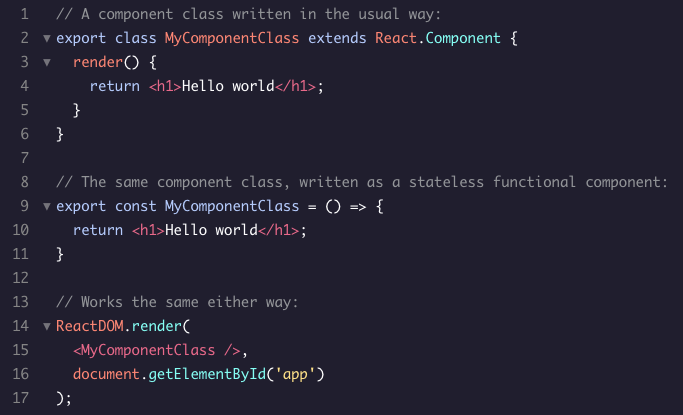 1 // A component class written in the usual way:
2 ▼ export class MyComponentClass extends React.Component {
3 ▼ render() {
4 return <h1>Hello world</h1>;
5 }
6 }
7
8 // The same component class, written as a stateless functional component:
9 ▼ export const MyComponentClass = () => {
10 return <h1>Hello world</h1>;
11 }
12
13 // Works the same either way:
14 ▼ ReactDOM.render(
15 <MyComponentClass />,
16 document.getElementById('app')
17 );